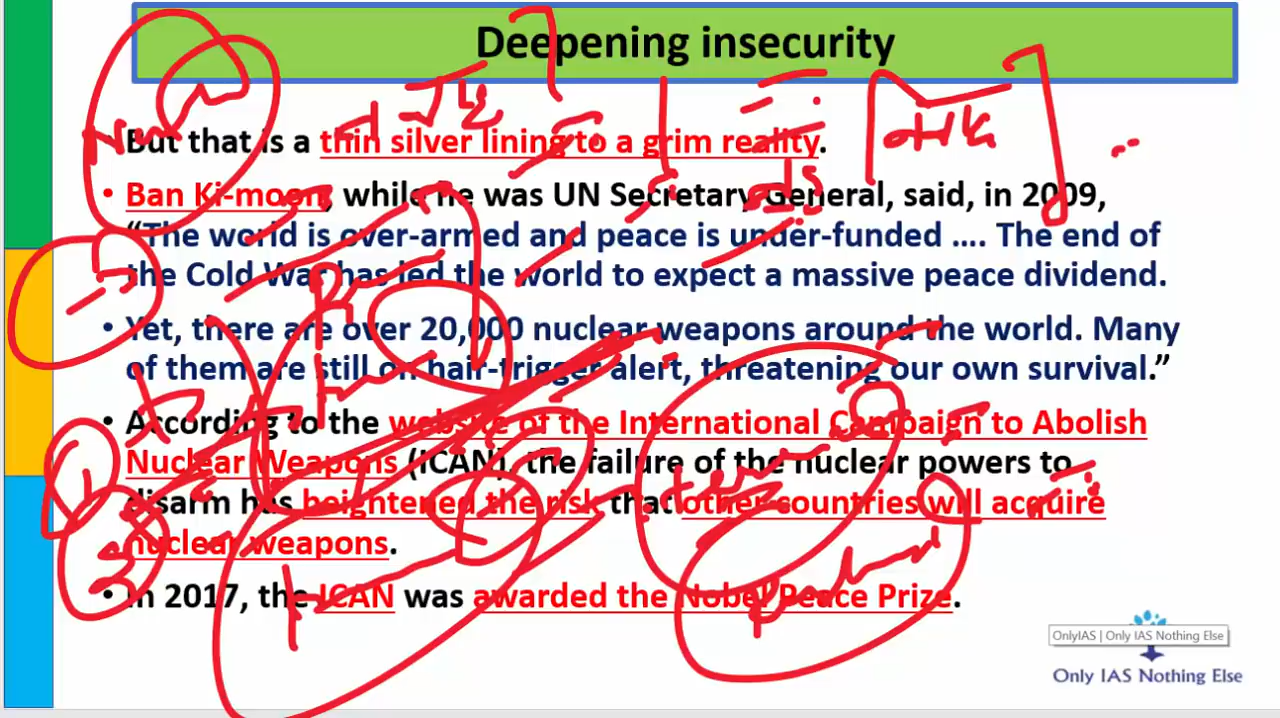 Deepening insecurity
• But that is a thin silver lining to a grim reality.
• Ban Ki-moon, while he was UN Secretary General, said, in 2009,
“The world is over-armed and peace is under-funded .... The end of
the Cold War has led the world to expect a massive peace dividend.
• Yet, there are over 20,000 nuclear weapons around the world. Many
of them are still on hair-trigger alert, threatening our own survival.”
• According to the website of the International Campaign to Abolish
Nuclear Weapons (ICAN), the failure of the nuclear powers to
disarm has heightened the risk that other countries will acquire
nuclear weapons.
• In 2017, the ICAN was awarded the Nobel Peace Prize.
OnlyIAS | Only IAS Nothing Else
Only IAS Nothing Else